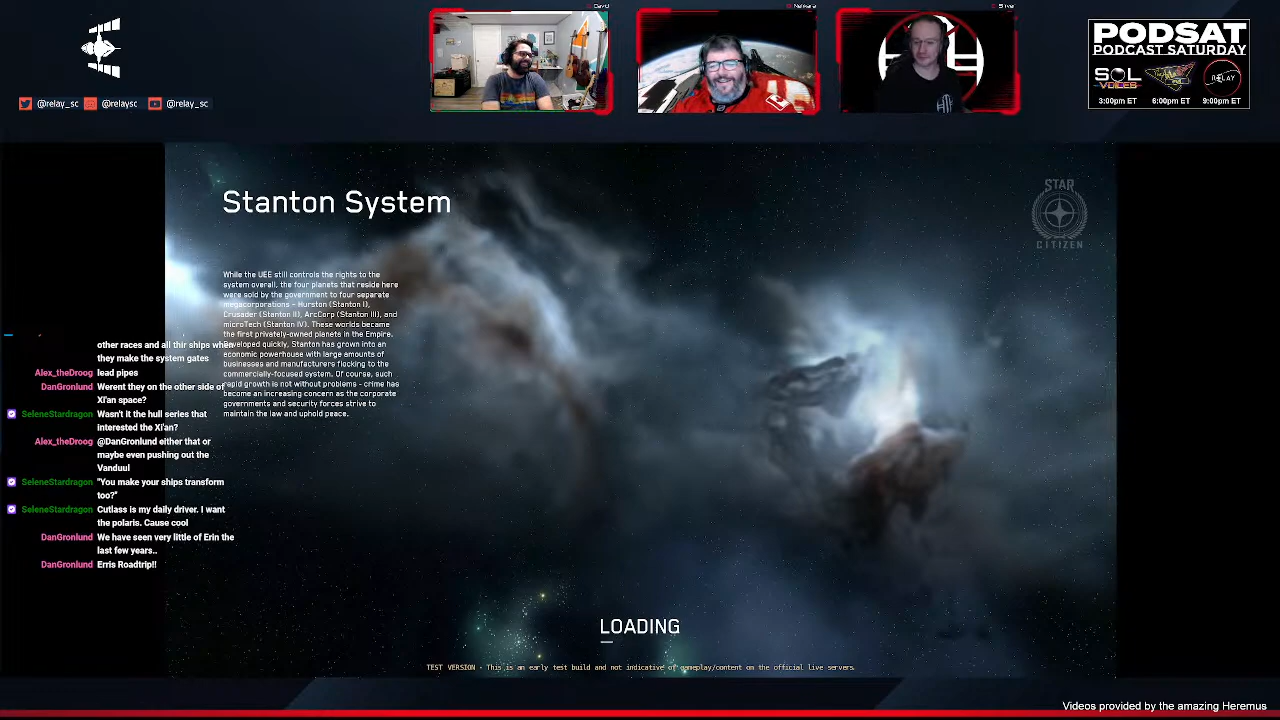 PODSAT
PODCAST SATURDAY
SOL
VOICES
RELAY
3:00pm ET
6:00pm ET
9:00pm ET
@relay_sc
@relaysc
@relay_sc
Stanton System
STAR
CITIZEN
While the UEE still controls the rights to the
system overall, the four planets that reside here
were sold by the government to four separate
megacorporations - Hurston (Stanton I),
Crusader (Stanton II), ArcCorp (Stanton III), and
microTech (Stanton IV). These worlds became
the first privately-owned planets in the Empire.
Developed quickly, Stanton has grown into an
economic powerhouse with large amounts of
businesses and manufacturers flocking to the
commercially-focused system. Of course, such
rapid growth is not without problems - crime has
become an increasing concern as the corporate
governments and security forces strive to
maintain the law and uphold peace.
other races and all thir ships when
they make the system gates
Alex_theDroog lead pipes
DanGronlund Werent they on the other side of
Xi'an space?
SeleneStardragon Wasn't it the hull series that
interested the Xi'an?
Alex_theDroog @DanGronlund either that or
maybe even pushing out the
Vanduul
SeleneStardragon "You make your ships transform
too?"
SeleneStardragon Cutlass is my daily driver. I want
the polaris. Cause cool
DanGronlund We have seen very little of Erin the
last few years..
DanGronlund Erris Roadtrip!!
LOADING
TEST VERSION - This is an early test build and not indicative of gameplay/content on the official live servers.
Videos provided by the amazing Heremus